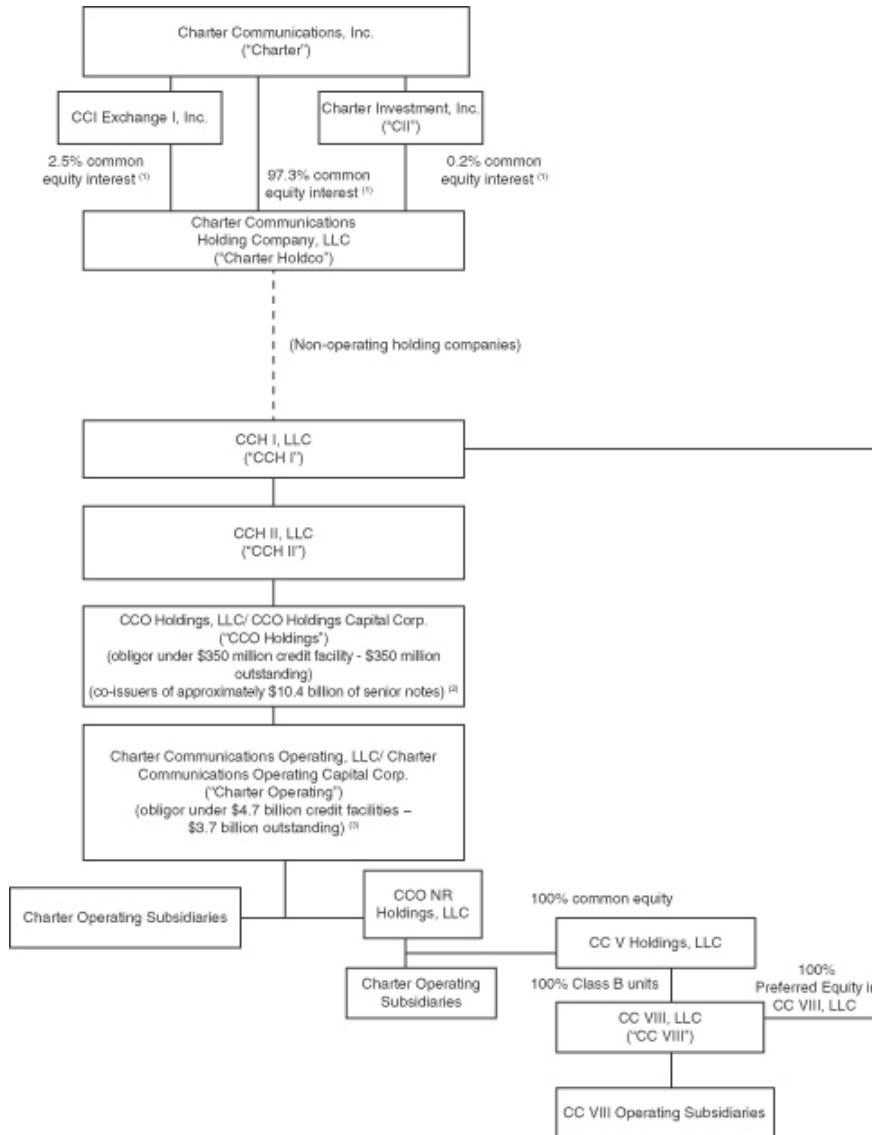 Charter Communications, Inc.
("Charter")
CCI Exchange I, Inc.
Charter Investment, Inc.
("CII")
2.5% common
equity interest (1)
97.3% common
equity interest (1)
0.2% common
equity interest (1)
Charter Communications
Holding Company, LLC
("Charter Holdco")
(Non-operating holding companies)
CCH I, LLC
("CCH I")
CCH II, LLC
("CCH II")
CCO Holdings, LLC/ CCO Holdings Capital Corp.
("CCO Holdings")
(obligor under $350 million credit facility - $350 million
outstanding)
(co-issuers of approximately $10.4 billion of senior notes) (2)
Charter Communications Operating, LLC/ Charter
Communications Operating Capital Corp.
("Charter Operating")
(obligor under $4.7 billion credit facilities –
$3.7 billion outstanding) (3)
Charter Operating Subsidiaries
CCO NR
Holdings, LLC
100% common equity
CC V Holdings, LLC
Charter Operating
Subsidiaries
100% Class B units
100%
Preferred Equity in
CC VIII, LLC
CC VIII, LLC
("CC VIII")
CC VIII Operating Subsidiaries